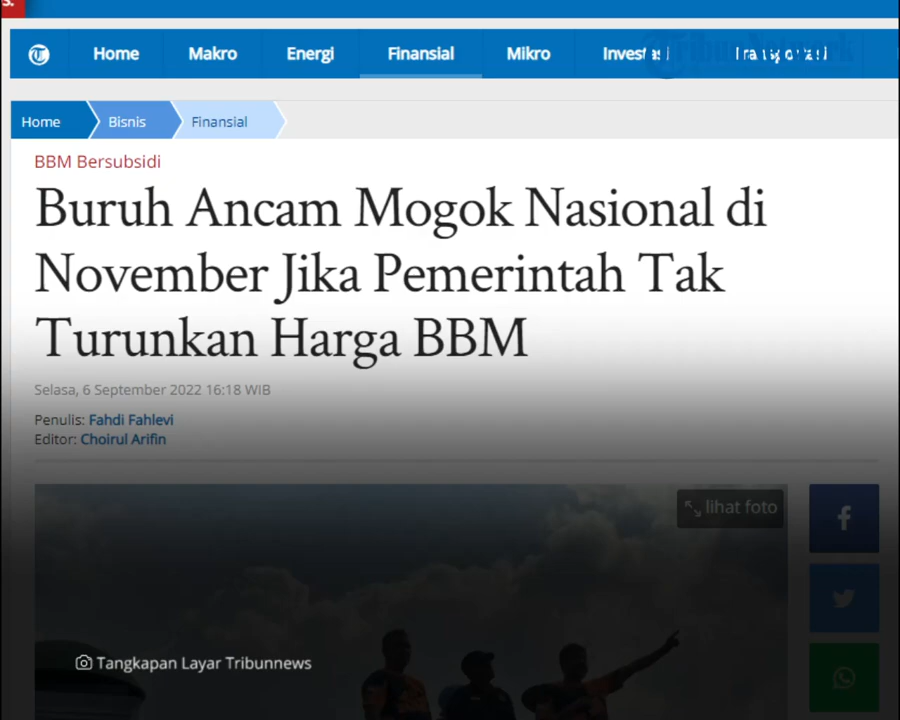 s.
Home Makro Energi Finansial Mikro Investasi Transportasi
Home Bisnis Finansial
BBM Bersubsidi
Buruh Ancam Mogok Nasional di
November Jika Pemerintah Tak
Turunkan Harga BBM
Selasa, 6 September 2022 16:18 WIB
Penulis: Fahdi Fahlevi
Editor: Choirul Arifin
lihat foto
Tangkapan Layar Tribunnews